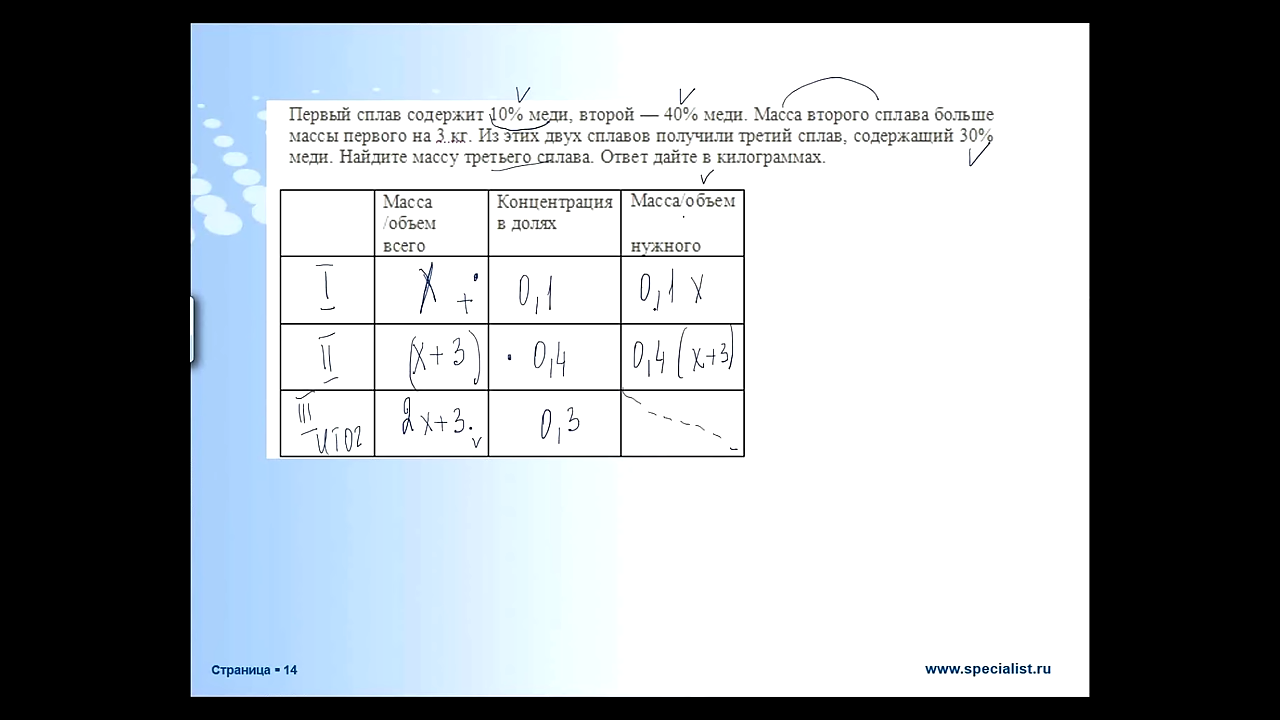 Первый сплав содержит 10% меди, второй — 40% меди. Масса второго сплава больше
массы первого на 3 кг. Из этих двух сплавов получили третий сплав, содержащий 30%
меди. Найдите массу третьего сплава. Ответ дайте в килограммах.
Масса /объем всего
Концентрация в долях
Масса/объем нужного
I x + 0,1 0,1 x
II (x+3) · 0,4 0,4 (x+3)
III итог 2x+3. 0,3
Страница ▪ 14
www.specialist.ru